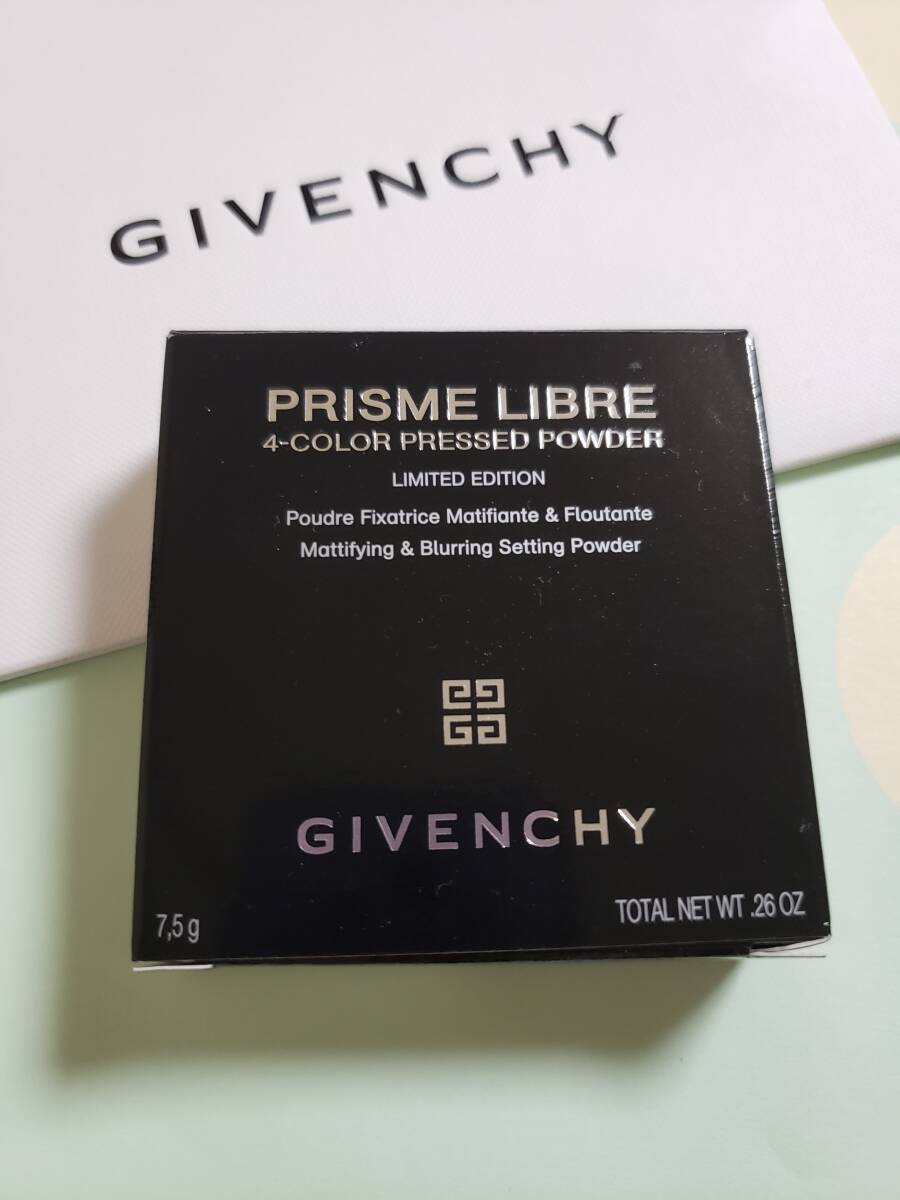 GIVENCHY
PRISME LIBRE
4-COLOR PRESSED POWDER
LIMITED EDITION
Poudre Fixatrice Matifiante & Floutante
Mattifying & Blurring Setting Powder
GIVENCHY
7,5 g
TOTAL NET WT .26 OZ